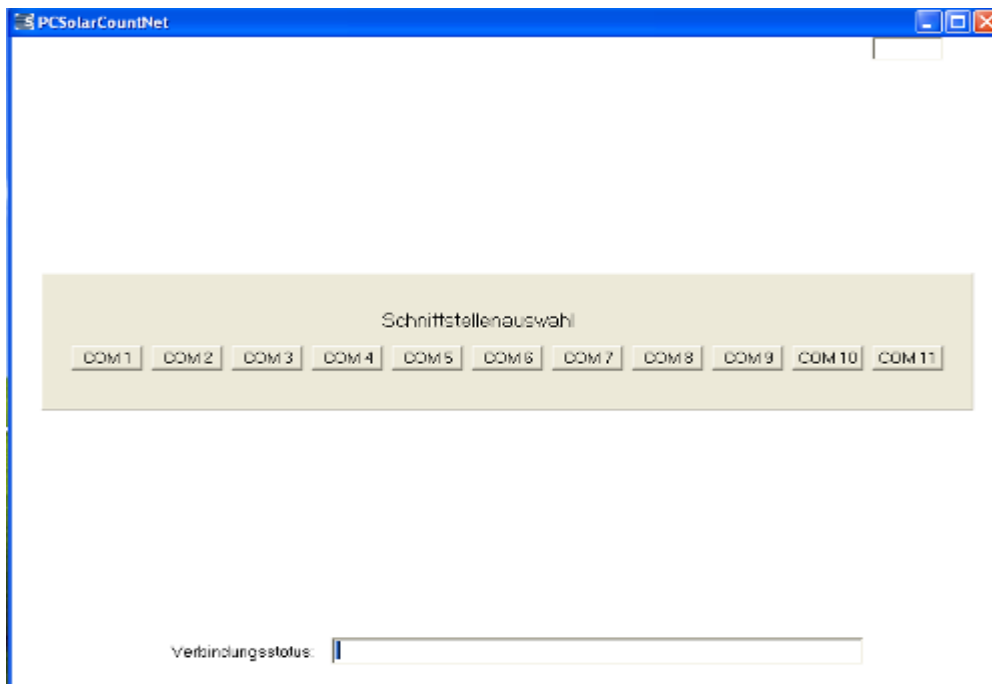 PCSolarCountNet
Schnittstellenauswahl
COM 1 COM 2 COM 3 COM 4 COM 5 COM 6 COM 7 COM 8 COM 9 COM 10 COM 11
Verbindungsstatus: